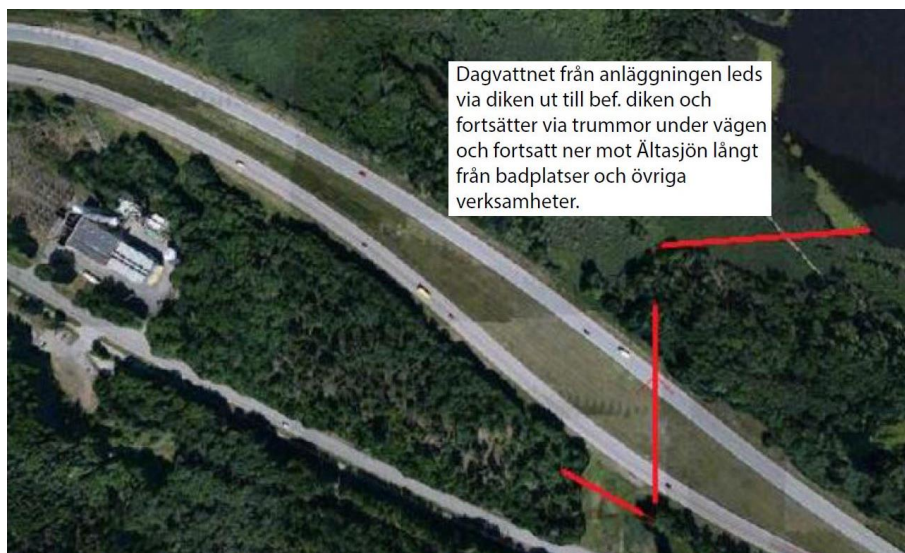 Dagvattnet från anläggningen leds
via diken ut till bef. diken och
fortsätter via trummor under vägen
och fortsatt ner mot Ältasjön långt
från badplatser och övriga
verksamheter.